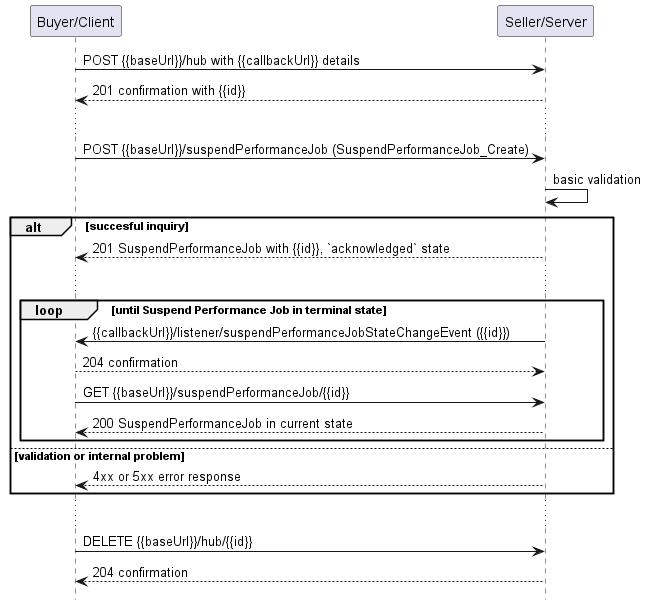 Buyer/Client
Seller/Server
POST {{baseUrl}}/hub with {{callbackUrl}} details
201 confirmation with {{id}}
POST {{baseUrl}}/suspendPerformanceJob (SuspendPerformanceJob_Create)
basic validation
alt
[succesful inquiry]
201 SuspendPerformanceJob with {{id}}, `acknowledged` state
loop
[until Suspend Performance Job in terminal state]
{{callbackUrl}}/listener/suspendPerformanceJobStateChangeEvent ({{id}})
204 confirmation
GET {{baseUrl}}/suspendPerformanceJob/{{id}}
200 SuspendPerformanceJob in current state
[validation or internal problem]
4xx or 5xx error response
DELETE {{baseUrl}}/hub/{{id}}
204 confirmation